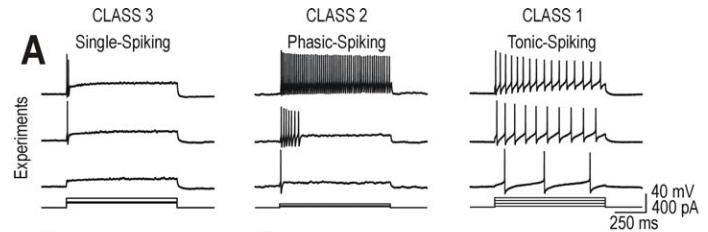 CLASS 3
CLASS 2
CLASS 1
A
Single-Spiking
Phasic-Spiking
Tonic-Spiking
Experiments
40 mV
400 pA
250 ms